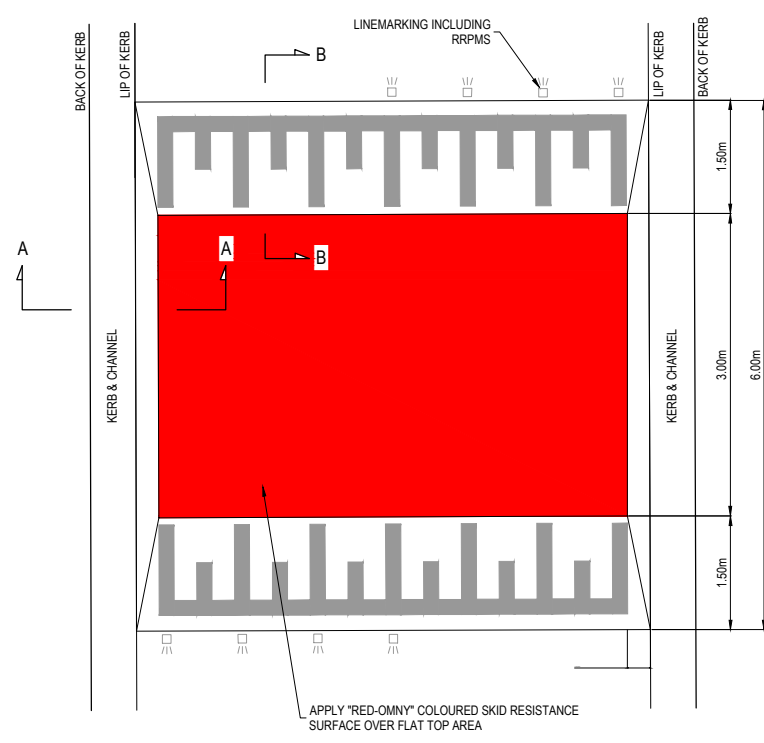 LINEMARKING INCLUDING
RRPMS
BACK OF KERB
LIP OF KERB
B
LIP OF KERB
BACK OF KERB
1.50m
A
A
B
KERB & CHANNEL
KERB & CHANNEL
3.00m
6.00m
1.50m
APPLY "RED-OMNY" COLOURED SKID RESISTANCE
SURFACE OVER FLAT TOP AREA